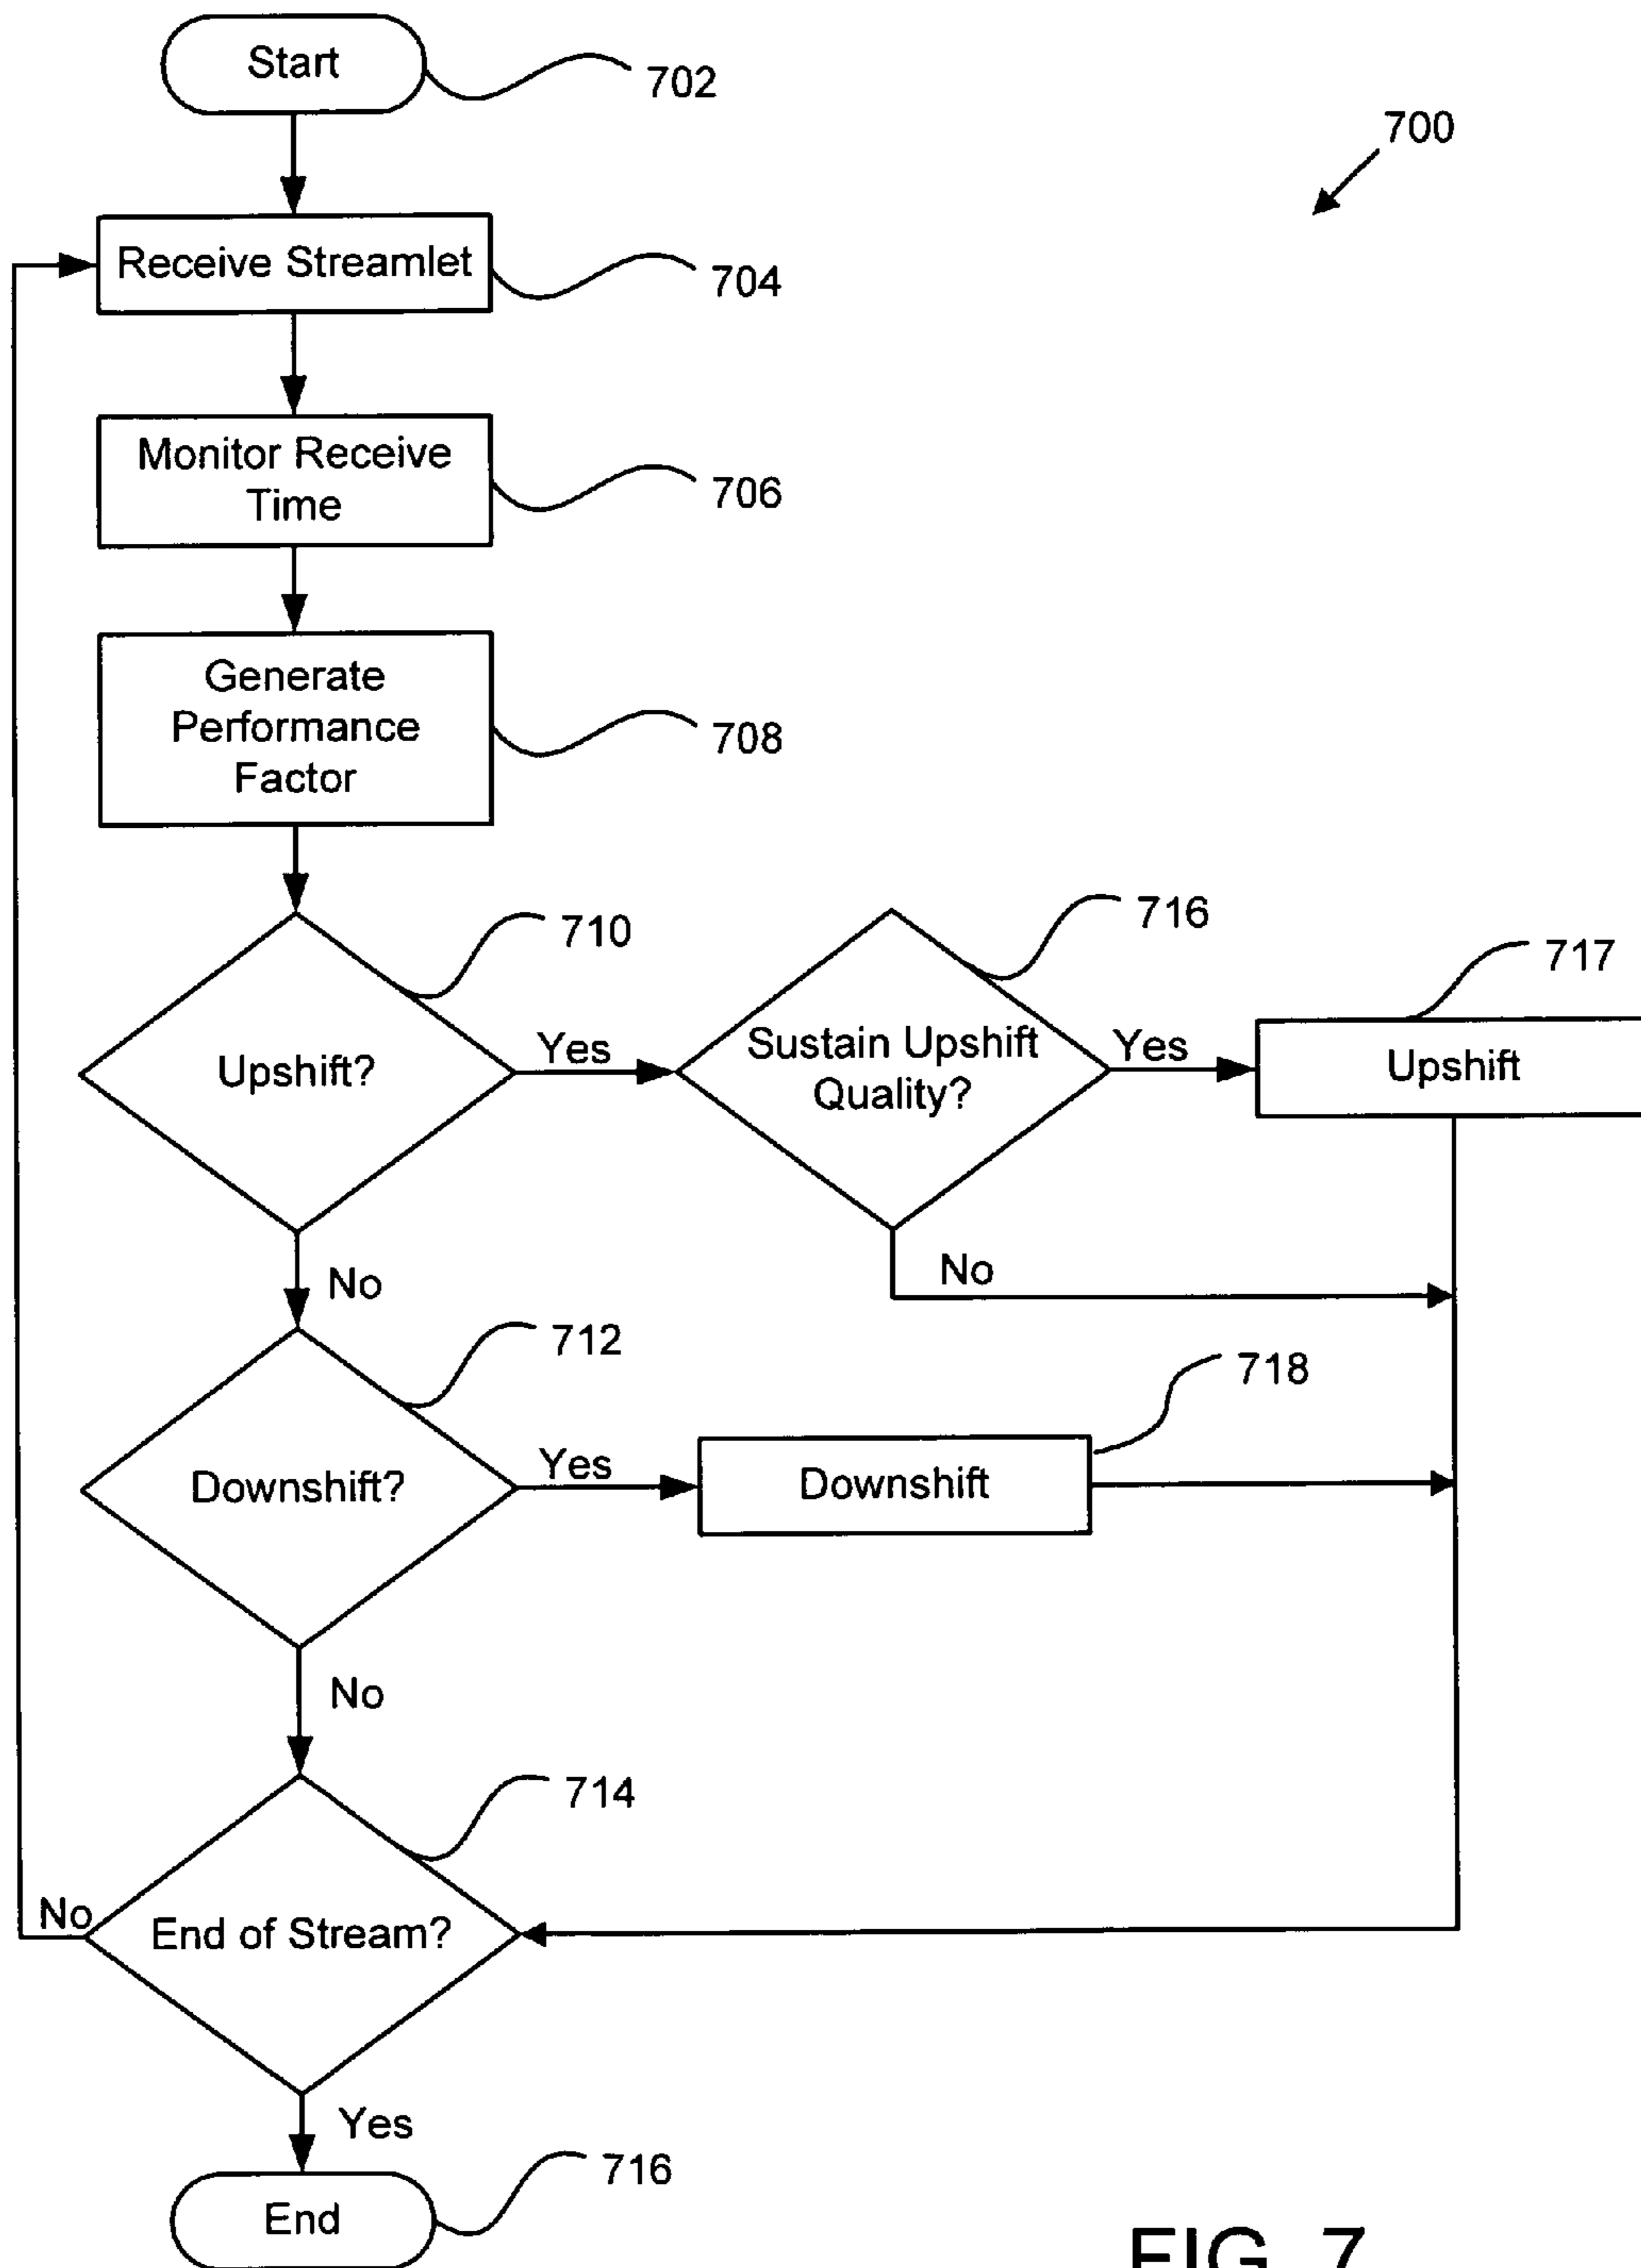 Start
702
700
Receive Streamlet
704
Monitor Receive
Time
706
Generate
Performance
Factor
708
710
716
717
Upshift?
Yes
Sustain Upshift
Quality?
Yes
Upshift
No
No
712
718
Downshift?
Yes
Downshift
No
714
No
End of Stream?
Yes
716
End
FIG. 7